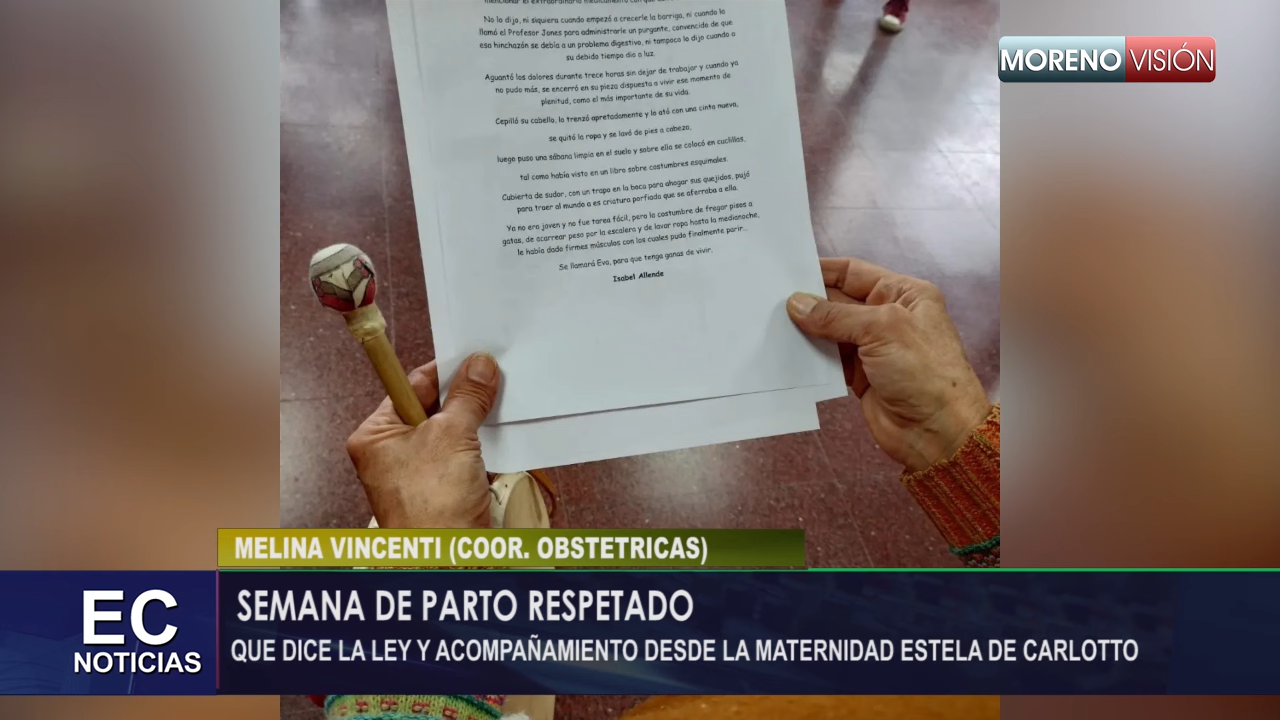 mencionar el extraordinario medicamento con que
No lo dijo, ni siquiera cuando empezó a crecerle la barriga, ni cuando la
llamó el Profesor Jones para administrarle un purgante, convencido de que
esa hinchazón se debía a un problema digestivo, ni tampoco lo dijo cuando a
su debido tiempo dio a luz.
Aguantó los dolores durante trece horas sin dejar de trabajar y cuando ya
no pudo más, se encerró en su pieza dispuesta a vivir ese momento de
plenitud, como el más importante de su vida.
Cepilló su cabello, lo trenzó apretadamente y lo ató con una cinta nueva,
se quitó la ropa y se lavó de pies a cabeza,
luego puso una sábana limpia en el suelo y sobre ella se colocó en cuclillas,
tal como había visto en un libro sobre costumbres esquimales.
Cubierta de sudor, con un trapo en la boca para ahogar sus quejidos, pujó
para traer al mundo a es criatura porfiada que se aferraba a ella.
Ya no era joven y no fue tarea fácil, pero la costumbre de fregar pisos a
gatas, de acarrear peso por la escalera y de lavar ropa hasta la medianoche,
le había dado firmes músculos con los cuales pudo finalmente parir...
Se llamará Eva, para que tenga ganas de vivir.
Isabel Allende
MORENO VISIÓN
MELINA VINCENTI (COOR. OBSTETRICAS)
EC
NOTICIAS
SEMANA DE PARTO RESPETADO
QUE DICE LA LEY Y ACOMPAÑAMIENTO DESDE LA MATERNIDAD ESTELA DE CARLOTTO